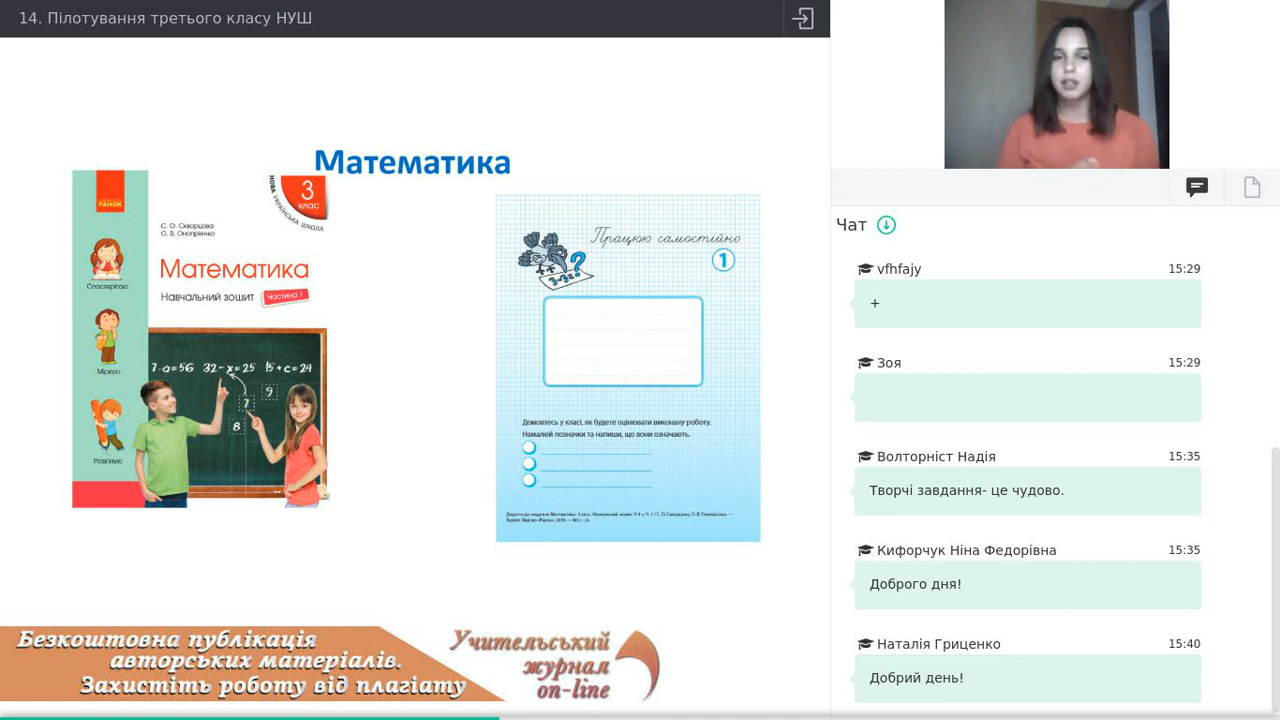 14. Пілотування третього класу НУШ
Математика
РАНОК
НОВА УКРАЇНСЬКА ШКОЛА
3
клас
С. О. Скворцова
О. В. Онопрієнко
Математика
Навчальний зошит
Частина 1
Спостерігаю
Міркую
Розв'язую
7·a=56 32-x=25 15+c=24
7
9
8
Працюю самостійно
1
Домовтесь у класі, як будете оцінювати виконану роботу.
Намалюй позначки та напиши, що вони означають.
Безкоштовна публікація
авторських матеріалів.
Захистіть роботу від плагіату
Учительський
журнал
on-line
Чат
vfhfajy 15:29
+
Зоя 15:29
Волторніст Надія 15:35
Творчі завдання- це чудово.
Кифорчук Ніна Федорівна 15:35
Доброго дня!
Наталія Гриценко 15:40
Добрий день!